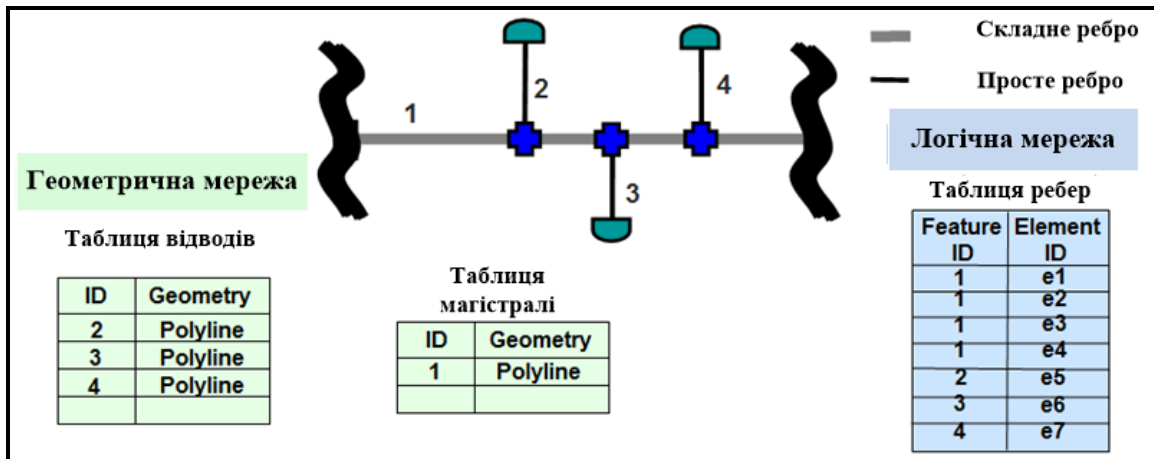 Складне ребро
Просте ребро
1
2
3
4
Геометрична мережа
Логічна мережа
Таблиця відводів
ID Geometry
2 Polyline
3 Polyline
4 Polyline
Таблиця
магістралі
ID Geometry
1 Polyline
Таблиця ребер
Feature Element
ID ID
1 e1
1 e2
1 e3
1 e4
2 e5
3 e6
4 e7